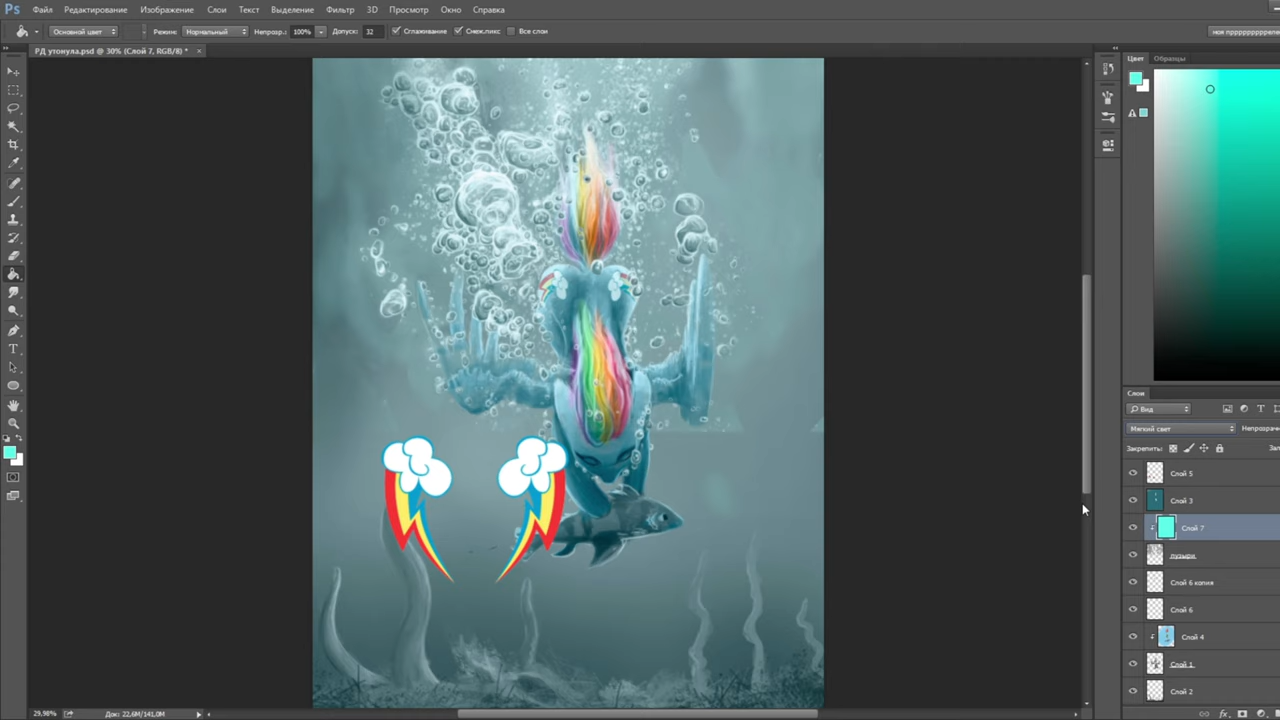 Ps Файл Редактирование Изображение Слои Текст Выделение Фильтр 3D Просмотр Окно Справка
Основной цвет Режим: Нормальный Непрозр.: 100% Допуск: 32 Сглаживание Смеж.пикс Все слои
РД утонула.psd @ 30% (Слой 7, RGB/8) * ×
Цвет Образцы
Слои
Вид
Мягкий свет Непрозрачн
Закрепить:
Слой 5
Слой 3
Слой 7
пузыри
Слой 6 копия
Слой 6
Слой 4
Слой 1
Слой 2
29,98% Док: 22,6M/141,0M